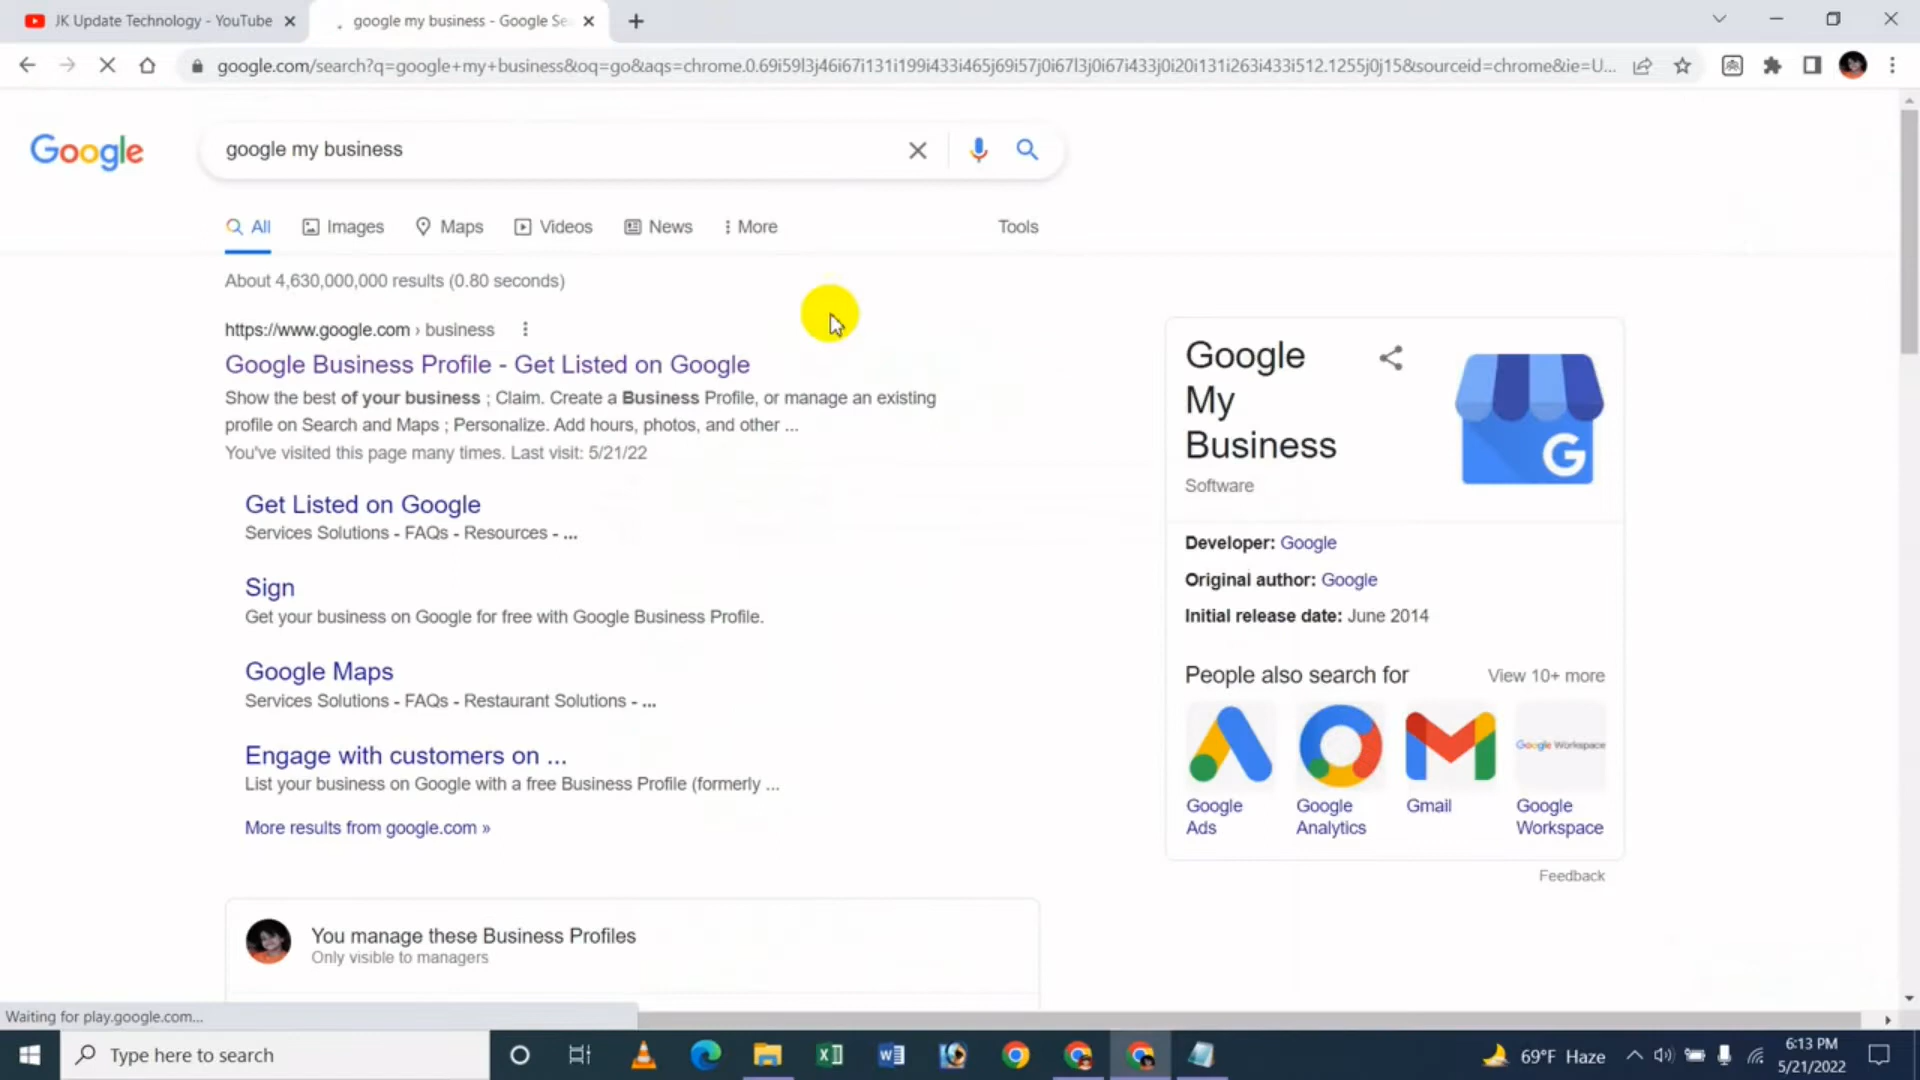 JK Update Technology - YouTube
google my business - Google Se
google.com/search?q=google+my+business&oq=go&aqs=chrome.0.69i59l3j46i67i131i199i433i465j69i57j0i67l3j0i67i433j0i20i131i263i433i512.1255j0j15&sourceid=chrome&ie=U...
Google
google my business
All
Images
Maps
Videos
News
More
Tools
About 4,630,000,000 results (0.80 seconds)
https://www.google.com › business
Google Business Profile - Get Listed on Google
Show the best of your business ; Claim. Create a Business Profile, or manage an existing
profile on Search and Maps ; Personalize. Add hours, photos, and other ...
You've visited this page many times. Last visit: 5/21/22
Get Listed on Google
Services Solutions - FAQs - Resources - ...
Sign
Get your business on Google for free with Google Business Profile.
Google Maps
Services Solutions - FAQs - Restaurant Solutions - ...
Engage with customers on ...
List your business on Google with a free Business Profile (formerly ...
More results from google.com »
You manage these Business Profiles
Only visible to managers
Google
My
Business
G
Software
Developer: Google
Original author: Google
Initial release date: June 2014
People also search for
View 10+ more
Google Workspace
Google
Ads
Google
Analytics
Gmail
Google
Workspace
Feedback
Waiting for play.google.com...
Type here to search
69°F Haze
6:13 PM
5/21/2022